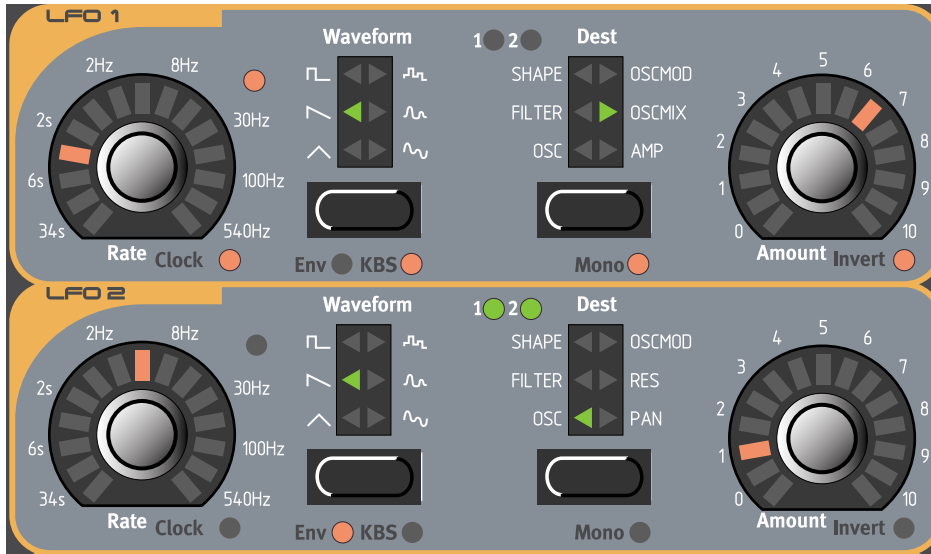 LFO 1
Waveform 1 2 Dest
2Hz 8Hz
SHAPE OSCMOD
2s 30Hz
FILTER OSCMIX
6s 100Hz
OSC AMP
34s 540Hz
Rate Clock
Env KBS
Mono
0 1 2 3 4 5 6 7 8 9 10
Amount Invert
LFO 2
Waveform 1 2 Dest
2Hz 8Hz
SHAPE OSCMOD
2s 30Hz
FILTER RES
6s 100Hz
OSC PAN
34s 540Hz
Rate Clock
Env KBS
Mono
0 1 2 3 4 5 6 7 8 9 10
Amount Invert